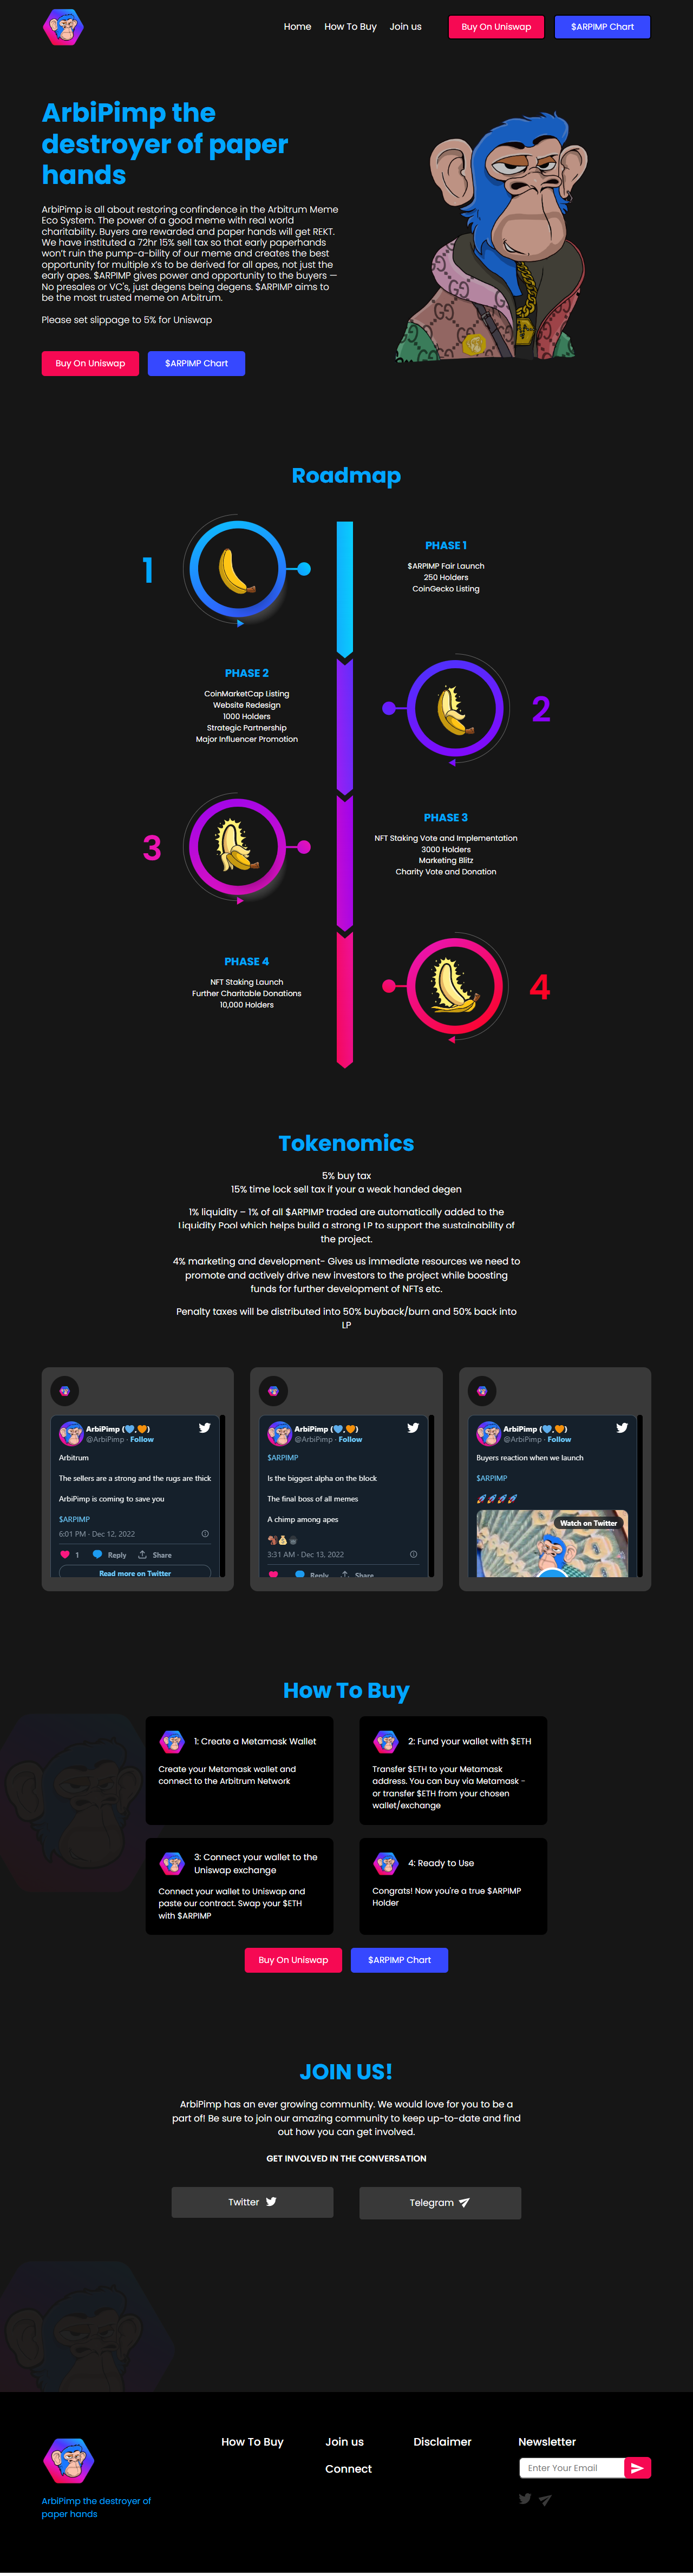 Home How To Buy Join us Buy On Uniswap $ARPIMP Chart
ArbiPimp the
destroyer of paper
hands
ArbiPimp is all about restoring confindence in the Arbitrum Meme
Eco System. The power of a good meme with real world
charitability. Buyers are rewarded and paper hands will get REKT.
We have instituted a 72hr 15% sell tax so that early paperhands
won't ruin the pump-a-bility of our meme and creates the best
opportunity for multiple x's to be derived for all apes, not just the
early apes. $ARPIMP gives power and opportunity to the buyers —
No presales or VC's, just degens being degens. $ARPIMP aims to
be the most trusted meme on Arbitrum.
Please set slippage to 5% for Uniswap
Buy On Uniswap $ARPIMP Chart
Roadmap
1
PHASE 1
$ARPIMP Fair Launch
250 Holders
CoinGecko Listing
PHASE 2
CoinMarketCap Listing
Website Redesign
1000 Holders
Strategic Partnership
Major Influencer Promotion
2
3
PHASE 3
NFT Staking Vote and Implementation
3000 Holders
Marketing Blitz
Charity Vote and Donation
PHASE 4
NFT Staking Launch
Further Charitable Donations
10,000 Holders
4
Tokenomics
5% buy tax
15% time lock sell tax if your a weak handed degen
1% liquidity – 1% of all $ARPIMP traded are automatically added to the
Liquidity Pool which helps build a strong LP to support the sustainability of
the project.
4% marketing and development- Gives us immediate resources we need to
promote and actively drive new investors to the project while boosting
funds for further development of NFTs etc.
Penalty taxes will be distributed into 50% buyback/burn and 50% back into
LP
ArbiPimp (💙,🧡)
@ArbiPimp · Follow
Arbitrum
The sellers are a strong and the rugs are thick
ArbiPimp is coming to save you
$ARPIMP
6:01 PM · Dec 12, 2022
1 Reply Share
Read more on Twitter
ArbiPimp (💙,🧡)
@ArbiPimp · Follow
$ARPIMP
Is the biggest alpha on the block
The final boss of all memes
A chimp among apes
3:31 AM · Dec 13, 2022
Reply Share
ArbiPimp (💙,🧡)
@ArbiPimp · Follow
Buyers reaction when we launch
$ARPIMP
🚀🚀🚀🚀
Watch on Twitter
How To Buy
1: Create a Metamask Wallet
Create your Metamask wallet and
connect to the Arbitrum Network
2: Fund your wallet with $ETH
Transfer $ETH to your Metamask
address. You can buy via Metamask -
or transfer $ETH from your chosen
wallet/exchange
3: Connect your wallet to the
Uniswap exchange
Connect your wallet to Uniswap and
paste our contract. Swap your $ETH
with $ARPIMP
4: Ready to Use
Congrats! Now you're a true $ARPIMP
Holder
Buy On Uniswap $ARPIMP Chart
JOIN US!
ArbiPimp has an ever growing community. We would love for you to be a
part of! Be sure to join our amazing community to keep up-to-date and find
out how you can get involved.
GET INVOLVED IN THE CONVERSATION
Twitter
Telegram
ArbiPimp the destroyer of
paper hands
How To Buy
Join us
Connect
Disclaimer
Newsletter
Enter Your Email